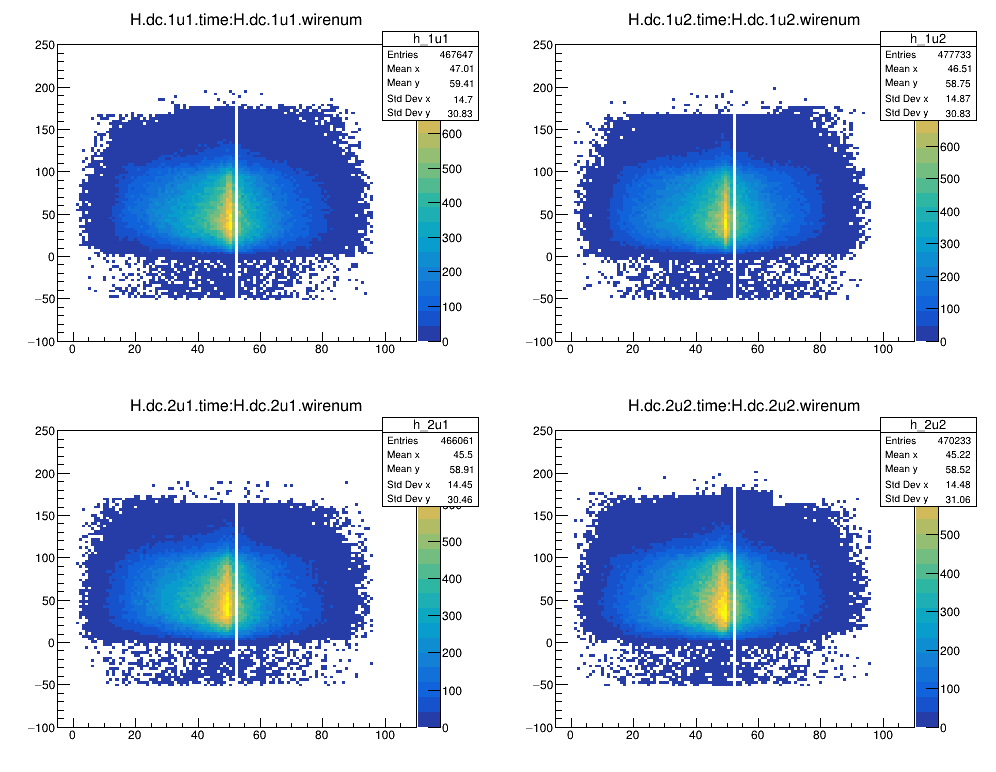 H.dc.1u1.time:H.dc.1u1.wirenum
h_1u1
Entries 467647
Mean x 47.01
Mean y 59.41
Std Dev x 14.7
Std Dev y 30.83
250
200
150
100
50
0
−50
−100
0 20 40 60 80 100
600
500
400
300
200
100
0
H.dc.1u2.time:H.dc.1u2.wirenum
h_1u2
Entries 477733
Mean x 46.51
Mean y 58.75
Std Dev x 14.87
Std Dev y 30.83
250
200
150
100
50
0
−50
−100
0 20 40 60 80 100
600
500
400
300
200
100
0
H.dc.2u1.time:H.dc.2u1.wirenum
h_2u1
Entries 466061
Mean x 45.5
Mean y 58.91
Std Dev x 14.45
Std Dev y 30.46
250
200
150
100
50
0
−50
−100
0 20 40 60 80 100
500
400
300
200
100
0
H.dc.2u2.time:H.dc.2u2.wirenum
h_2u2
Entries 470233
Mean x 45.22
Mean y 58.52
Std Dev x 14.48
Std Dev y 31.06
250
200
150
100
50
0
−50
−100
0 20 40 60 80 100
500
400
300
200
100
0